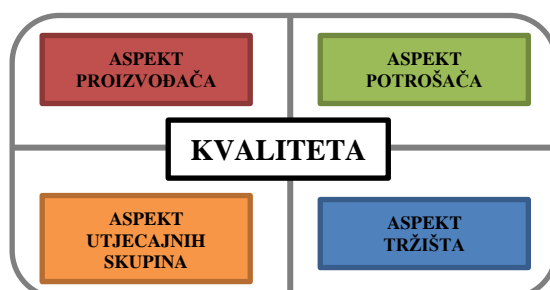 ASPEKT
PROIZVOĐAČA
ASPEKT
POTROŠAČA
KVALITETA
ASPEKT
UTJECAJNIH
SKUPINA
ASPEKT
TRŽIŠTA